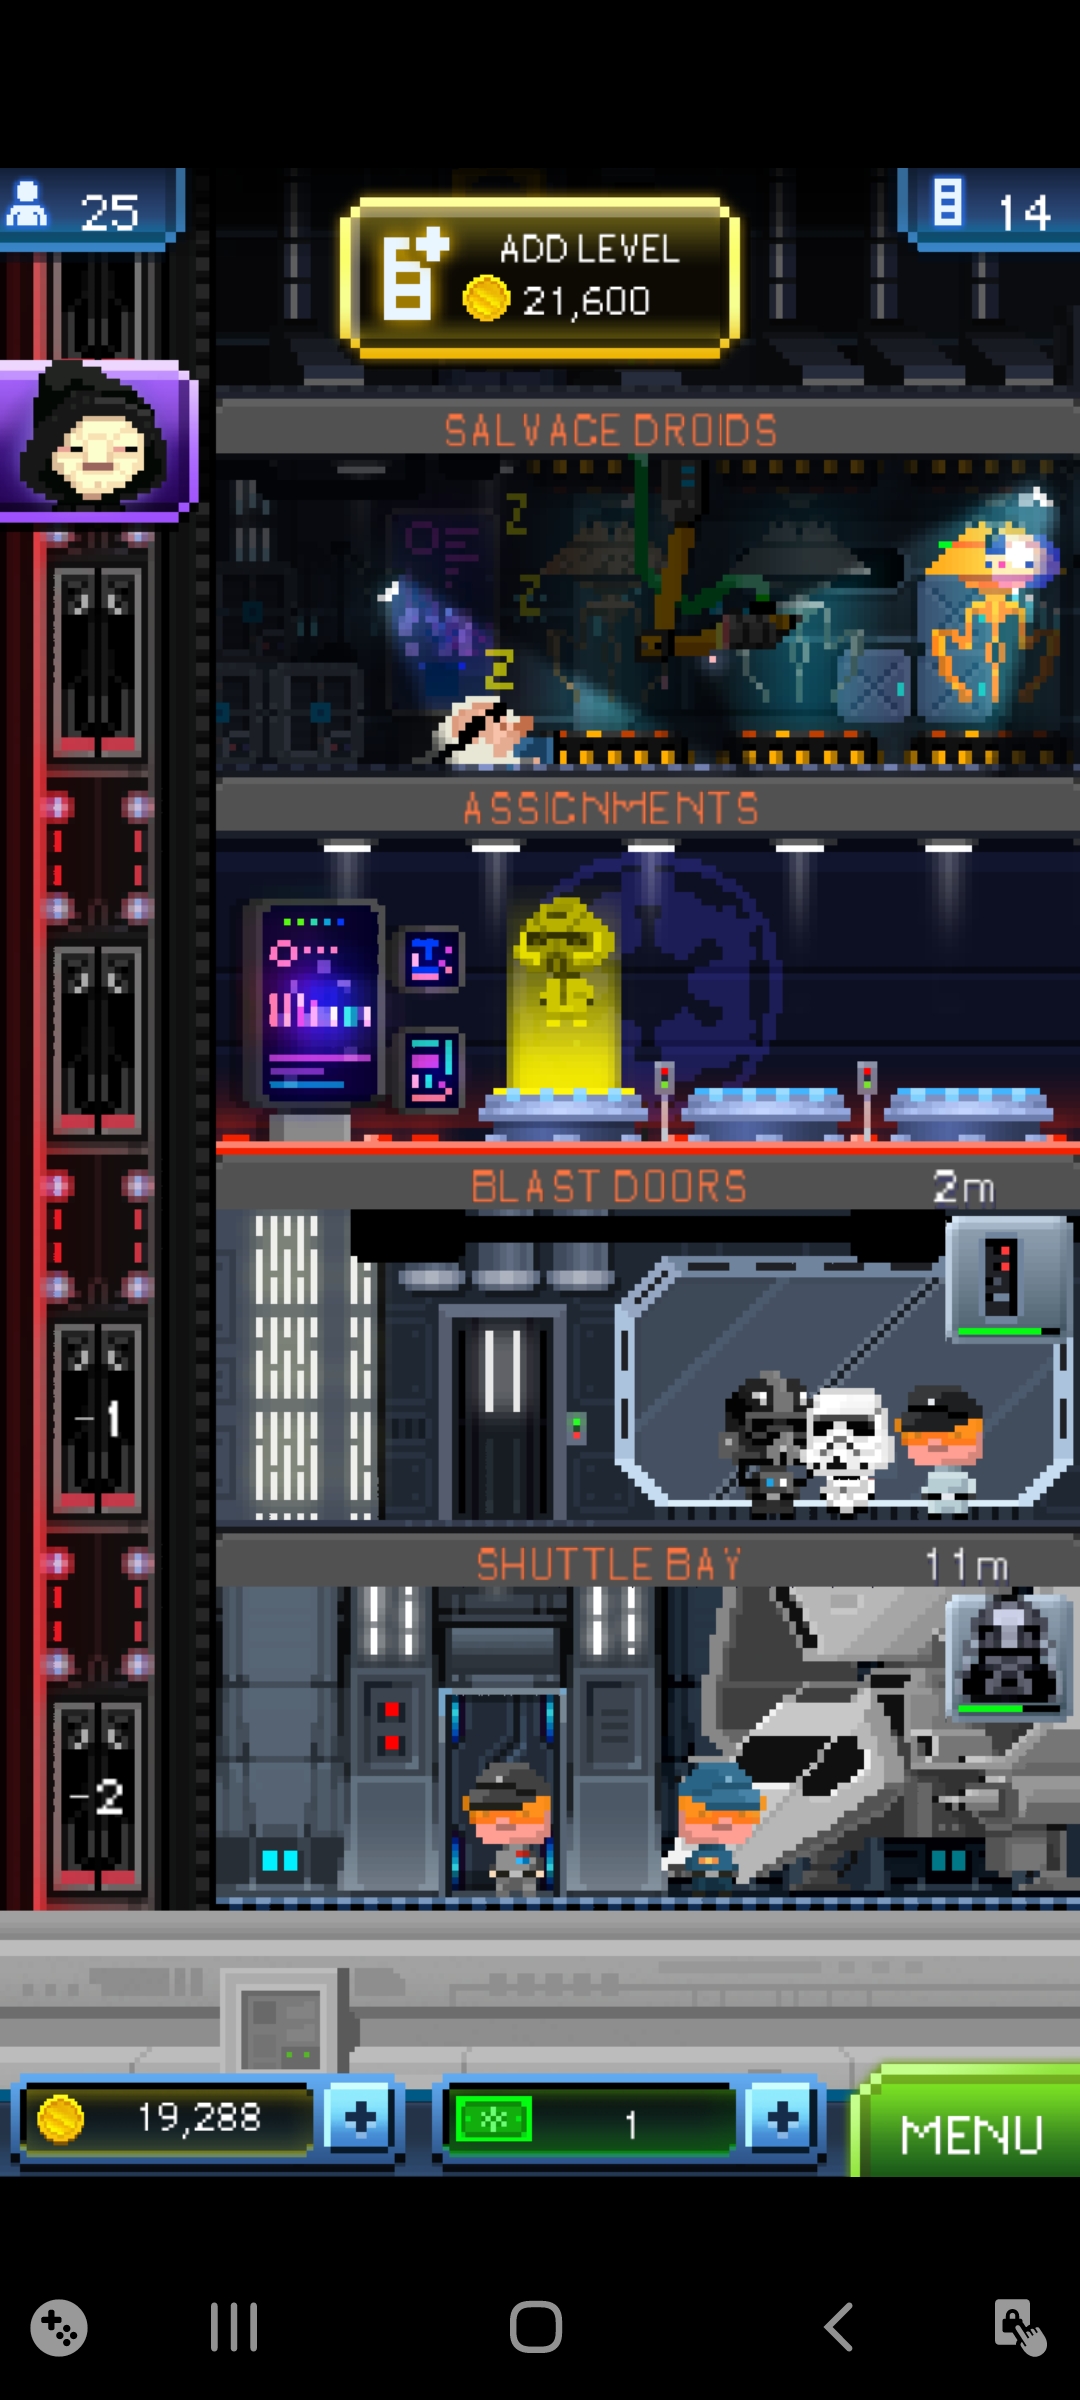 25
14
ADD LEVEL
21,600
SALVAGE DROIDS
Z
Z
Z
ASSIGNMENTS
BLAST DOORS 2m
-1
SHUTTLE BAY 11m
-2
19,288
1
MENU